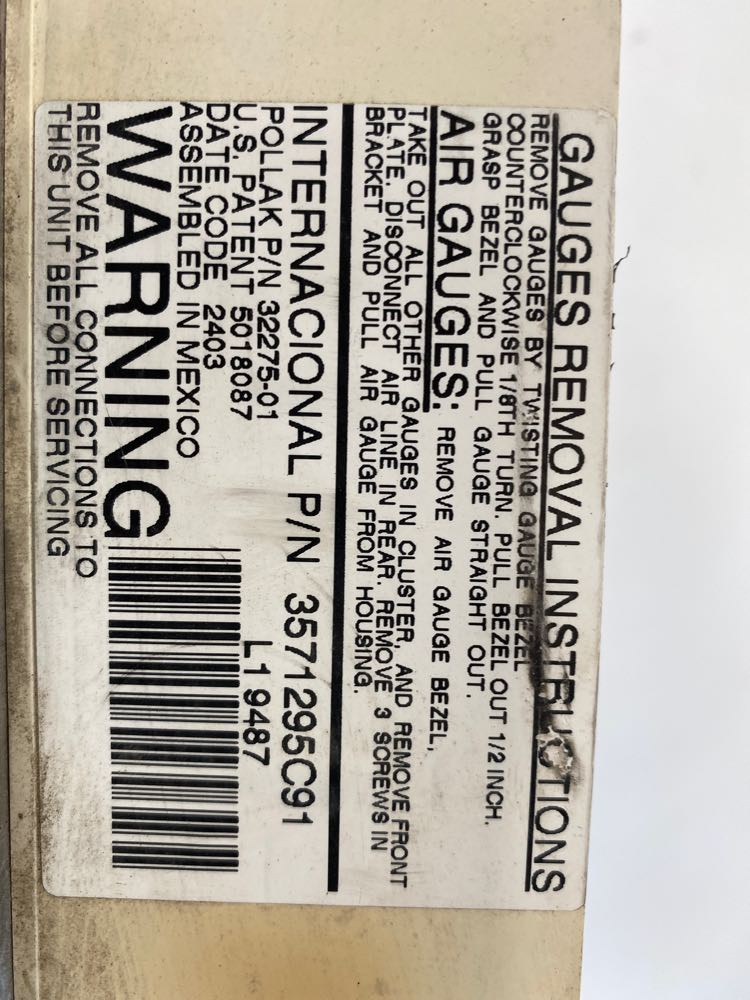 GAUGES REMOVAL INSTRUCTIONS
REMOVE GAUGES BY TWISTING GAUGE BEZEL
COUNTERCLOCKWISE 1/8TH TURN. PULL BEZEL OUT 1/2 INCH.
GRASP BEZEL AND PULL GAUGE STRAIGHT OUT.
AIR GAUGES: REMOVE AIR GAUGE BEZEL,
TAKE OUT ALL OTHER GAUGES IN CLUSTER, AND REMOVE FRONT
PLATE. DISCONNECT AIR LINE IN REAR. REMOVE 3 SCREWS IN
BRACKET AND PULL AIR GAUGE FROM HOUSING.
INTERNACIONAL P/N 3571295C91
POLLAK P/N 32275-01
U.S. PATENT 5018087
DATE CODE 2403
ASSEMBLED IN MEXICO
L1 9487
WARNING
REMOVE ALL CONNECTIONS TO
THIS UNIT BEFORE SERVICING